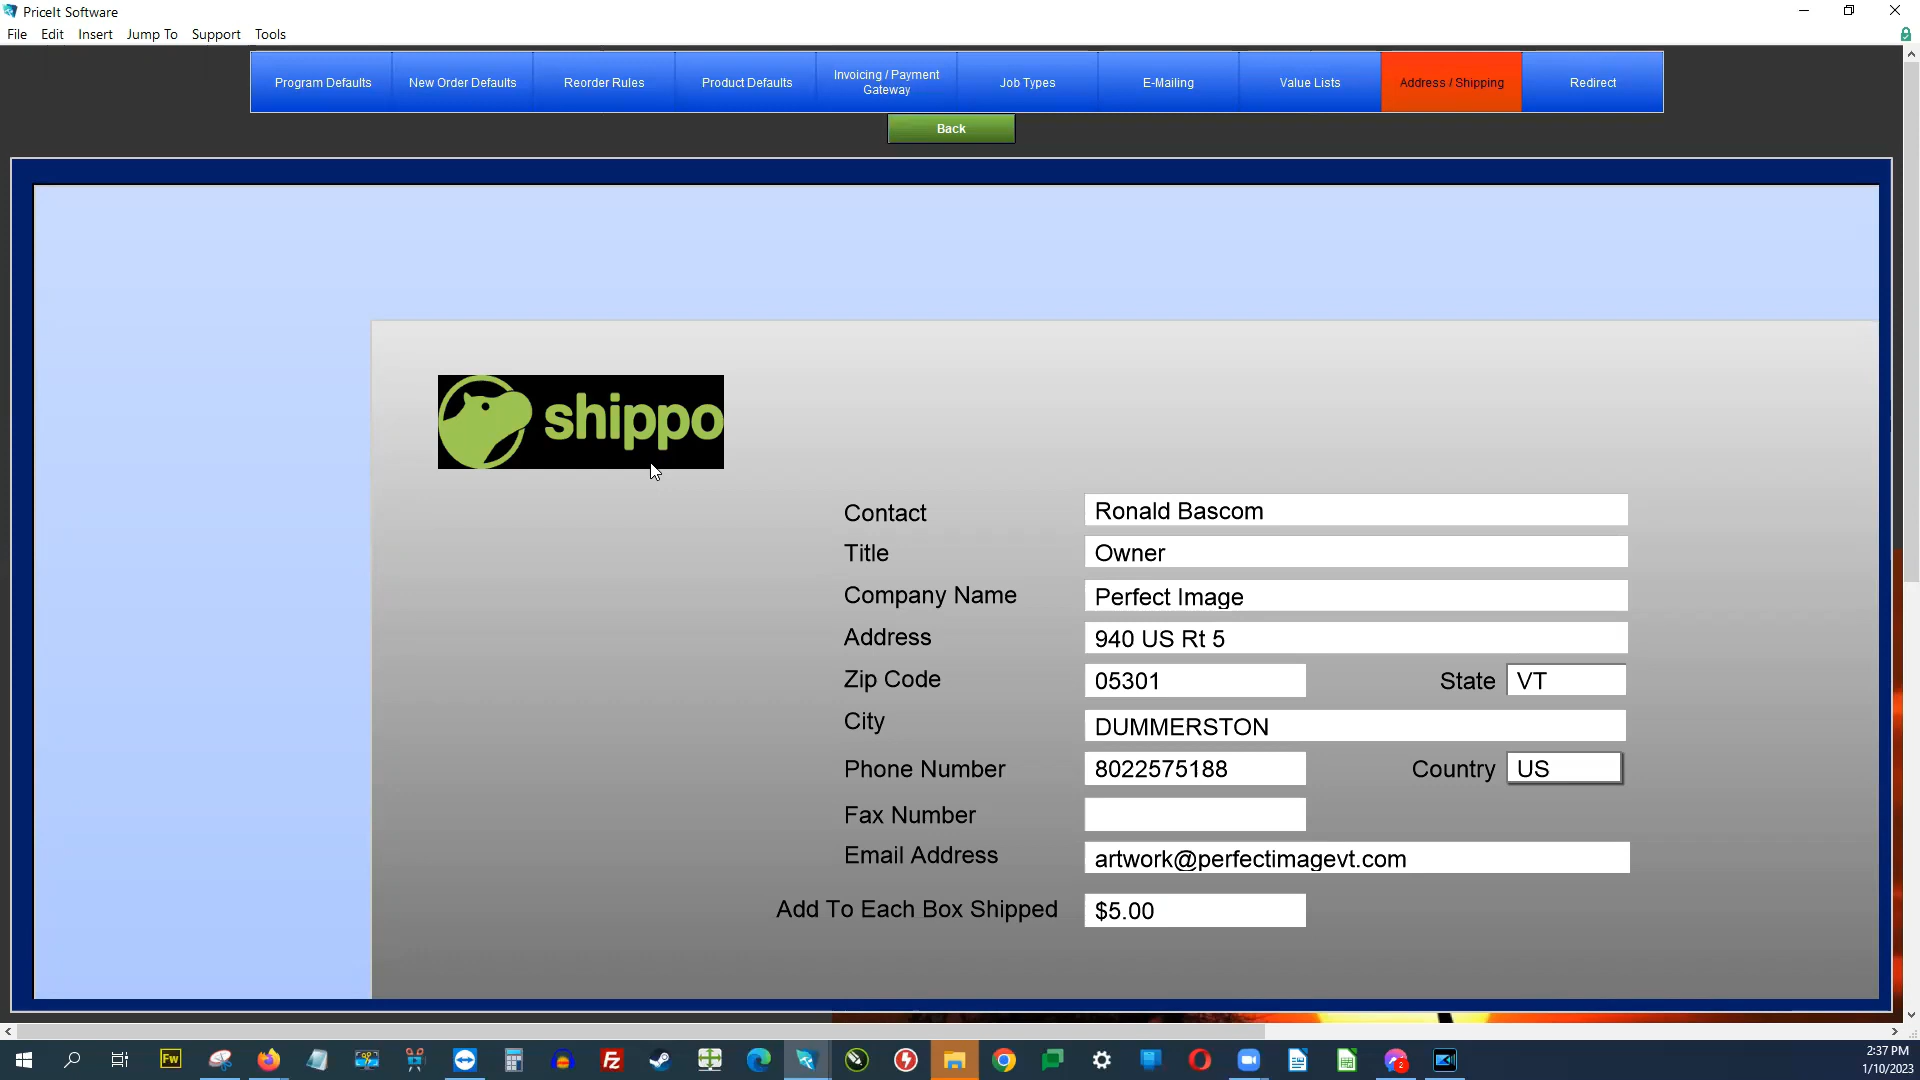 PriceIt Software
File Edit Insert Jump To Support Tools
Program Defaults New Order Defaults Reorder Rules Product Defaults Invoicing / Payment Gateway Job Types E-Mailing Value Lists Address / Shipping Redirect
Back
shippo
Contact Ronald Bascom
Title Owner
Company Name Perfect Image
Address 940 US Rt 5
Zip Code 05301 State VT
City DUMMERSTON
Phone Number 8022575188 Country US
Fax Number
Email Address artwork@perfectimagevt.com
Add To Each Box Shipped $5.00
Fw
FZ
2
2:37 PM
1/10/2023